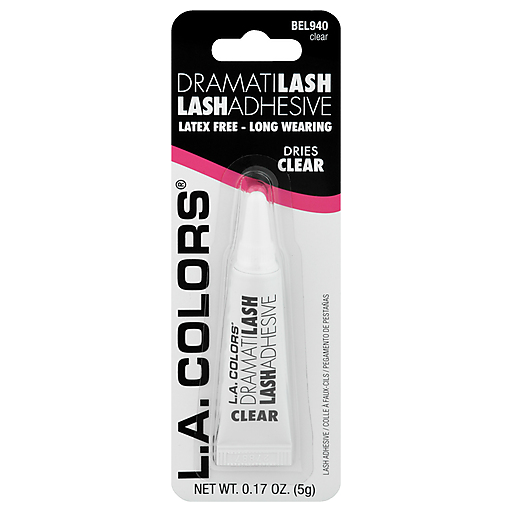 BEL940
clear
DRAMATILASH
LASHADHESIVE
LATEX FREE - LONG WEARING
DRIES
CLEAR
L.A. COLORS®
L.A. COLORS®
DRAMATILASH
LASHADHESIVE
CLEAR
LASH ADHESIVE / COLLE À FAUX-CILS / PEGAMENTO DE PESTAÑAS
NET WT. 0.17 OZ. (5g)